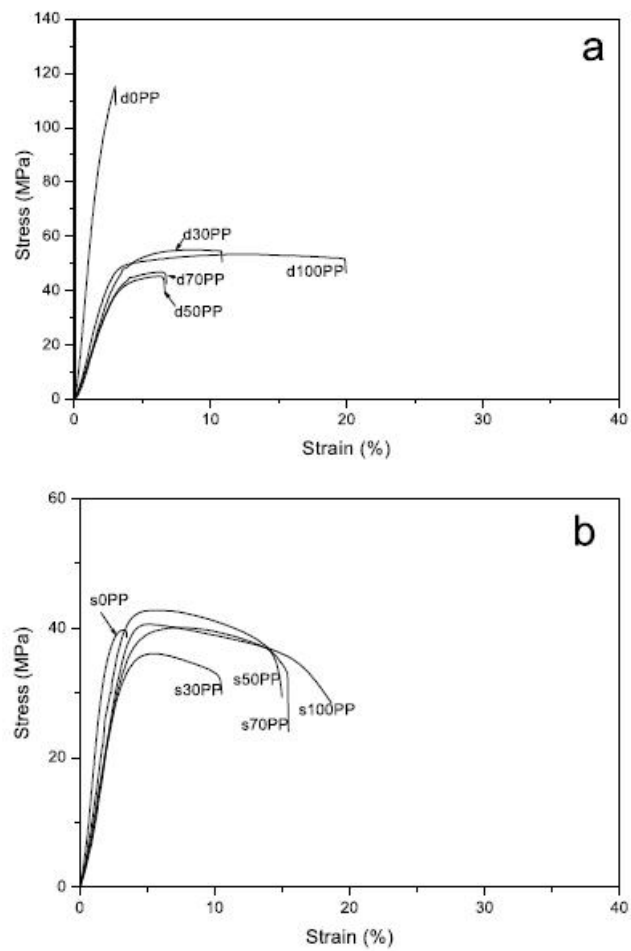 a
140
120
100
80
60
40
20
0
Stress (MPa)
d0PP
d30PP
d100PP
d70PP
d50PP
0 10 20 30 40
Strain (%)
b
60
40
20
0
Stress (MPa)
s0PP
s30PP
s50PP
s70PP
s100PP
0 10 20 30 40
Strain (%)